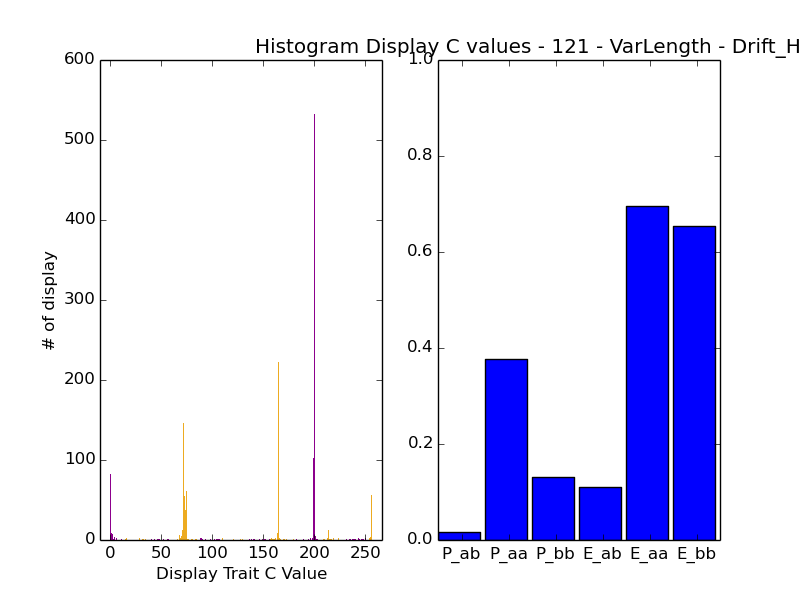 Histogram Display C values - 121 - VarLength - Drift_H
600
500
400
300
200
100
0
# of display
0 50 100 150 200 250
Display Trait C Value
1.0
0.8
0.6
0.4
0.2
0.0
P_ab P_aa P_bb E_ab E_aa E_bb